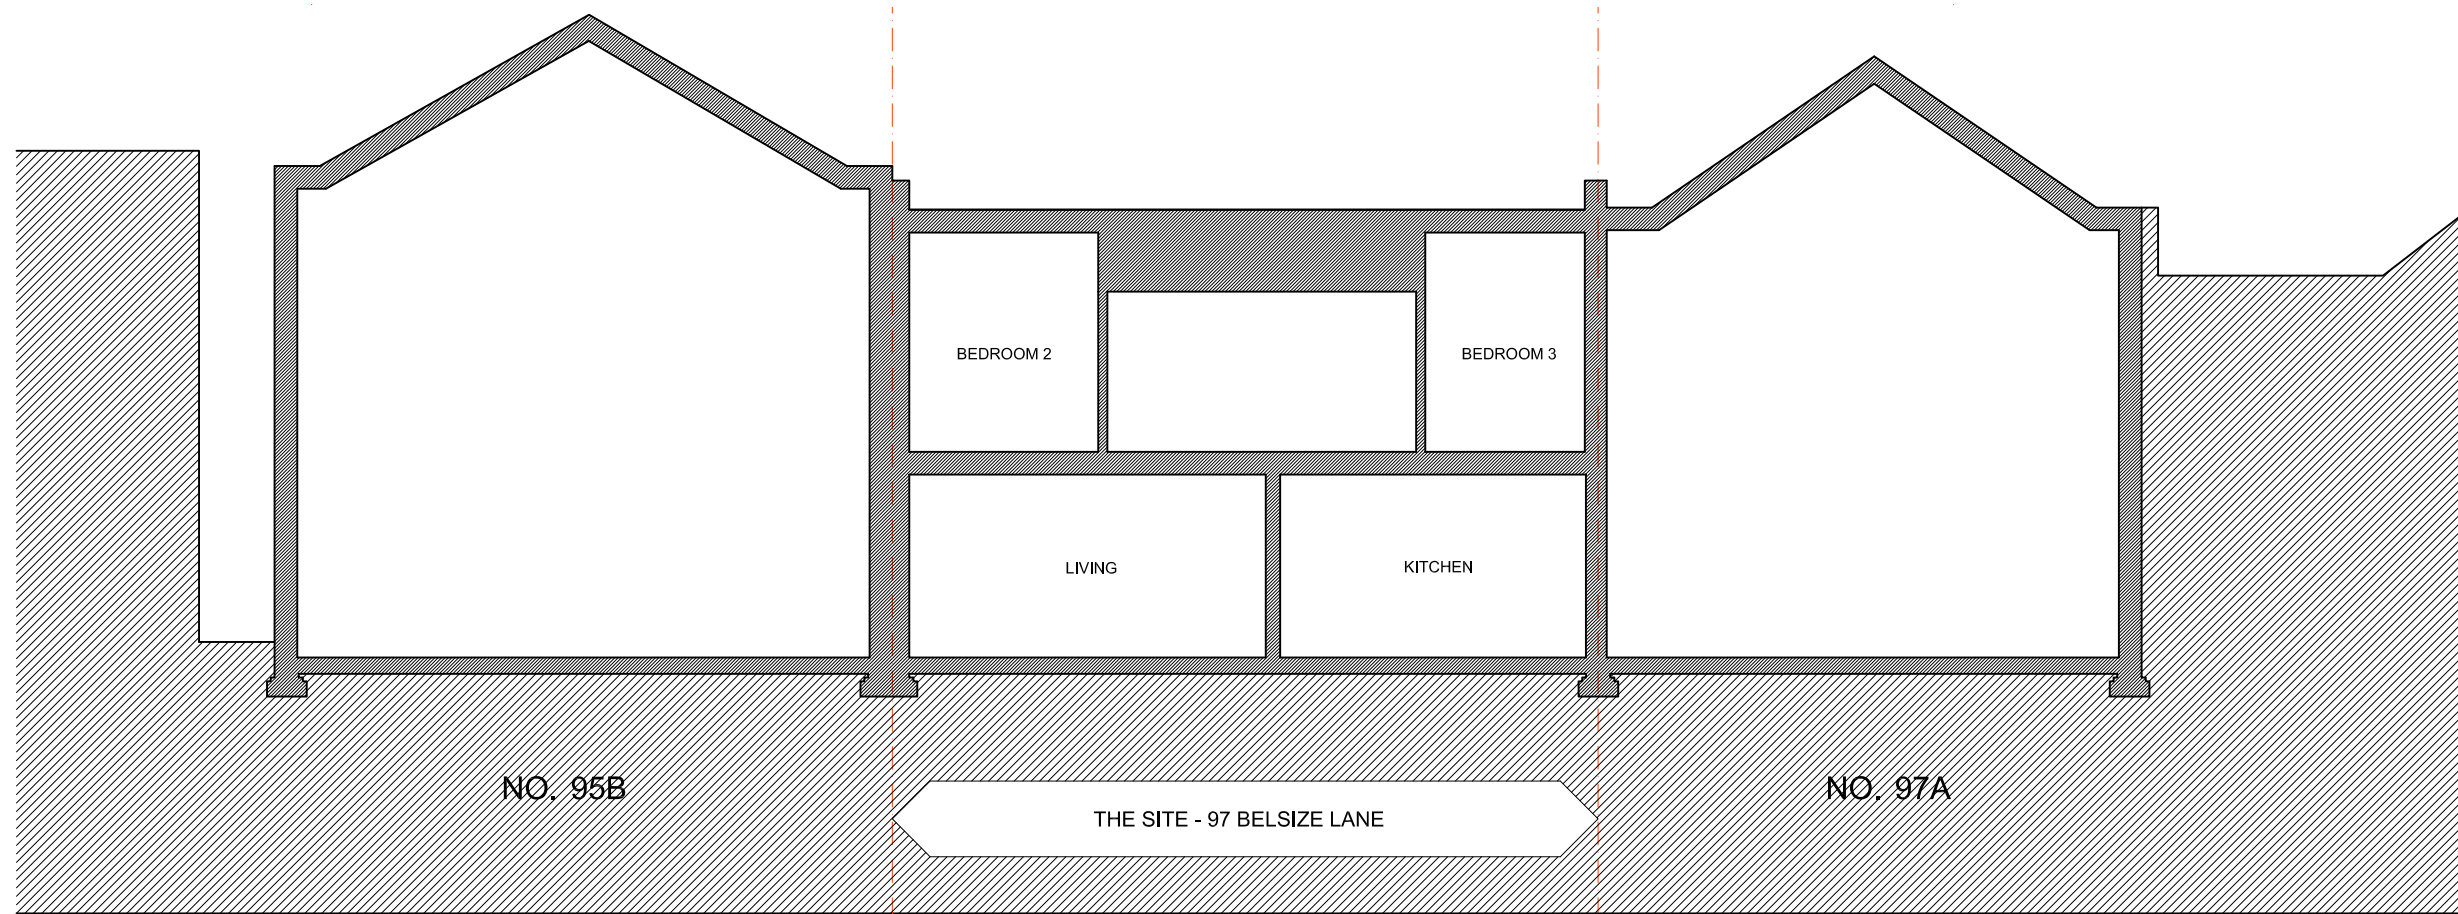 BEDROOM 2
BEDROOM 3
LIVING
KITCHEN
NO. 95B
NO. 97A
THE SITE - 97 BELSIZE LANE